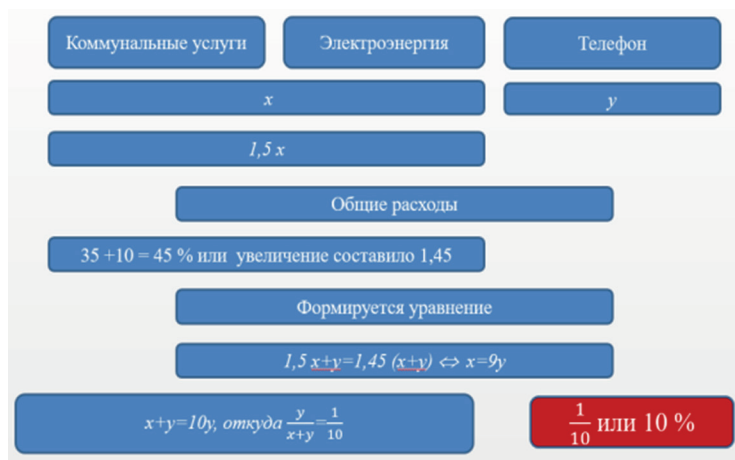 Коммунальные услуги
Электроэнергия
Телефон
x
y
1,5 x
Общие расходы
35 +10 = 45 % или увеличение составило 1,45
Формируется уравнение
1,5 x+y=1,45 (x+y) ⇔ x=9y
x+y=10y, откуда y/(x+y)=1/10
1/10 или 10 %